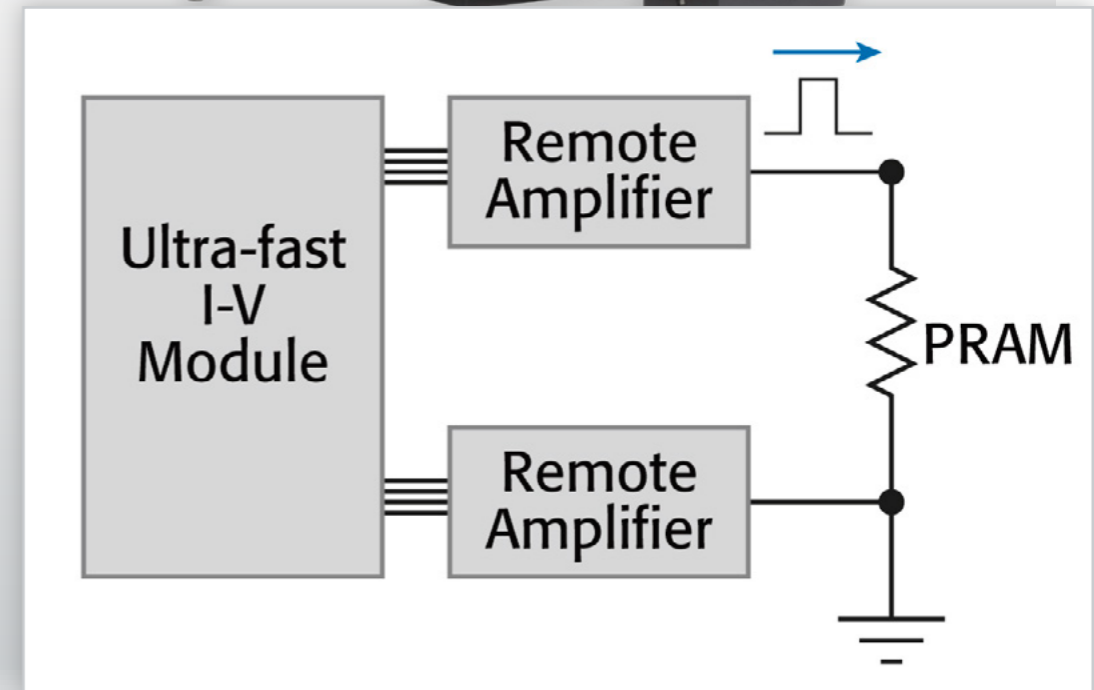 Ultra-fast
I-V
Module
Remote
Amplifier
PRAM
Remote
Amplifier